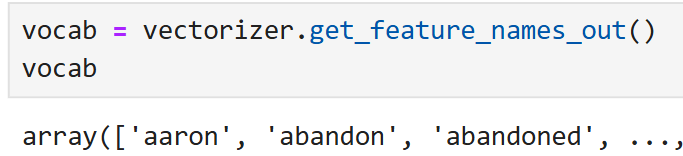 vocab = vectorizer.get_feature_names_out()
vocab
array(['aaron', 'abandon', 'abandoned', ...,